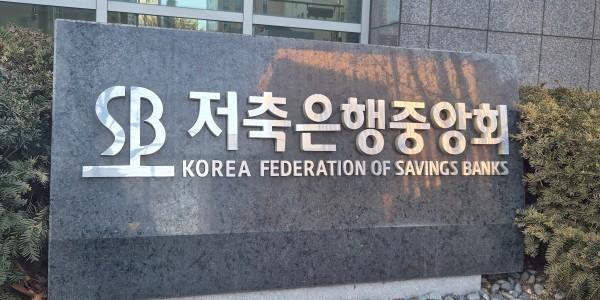 SB 저축은행중앙회
KOREA FEDERATION OF SAVINGS BANKS